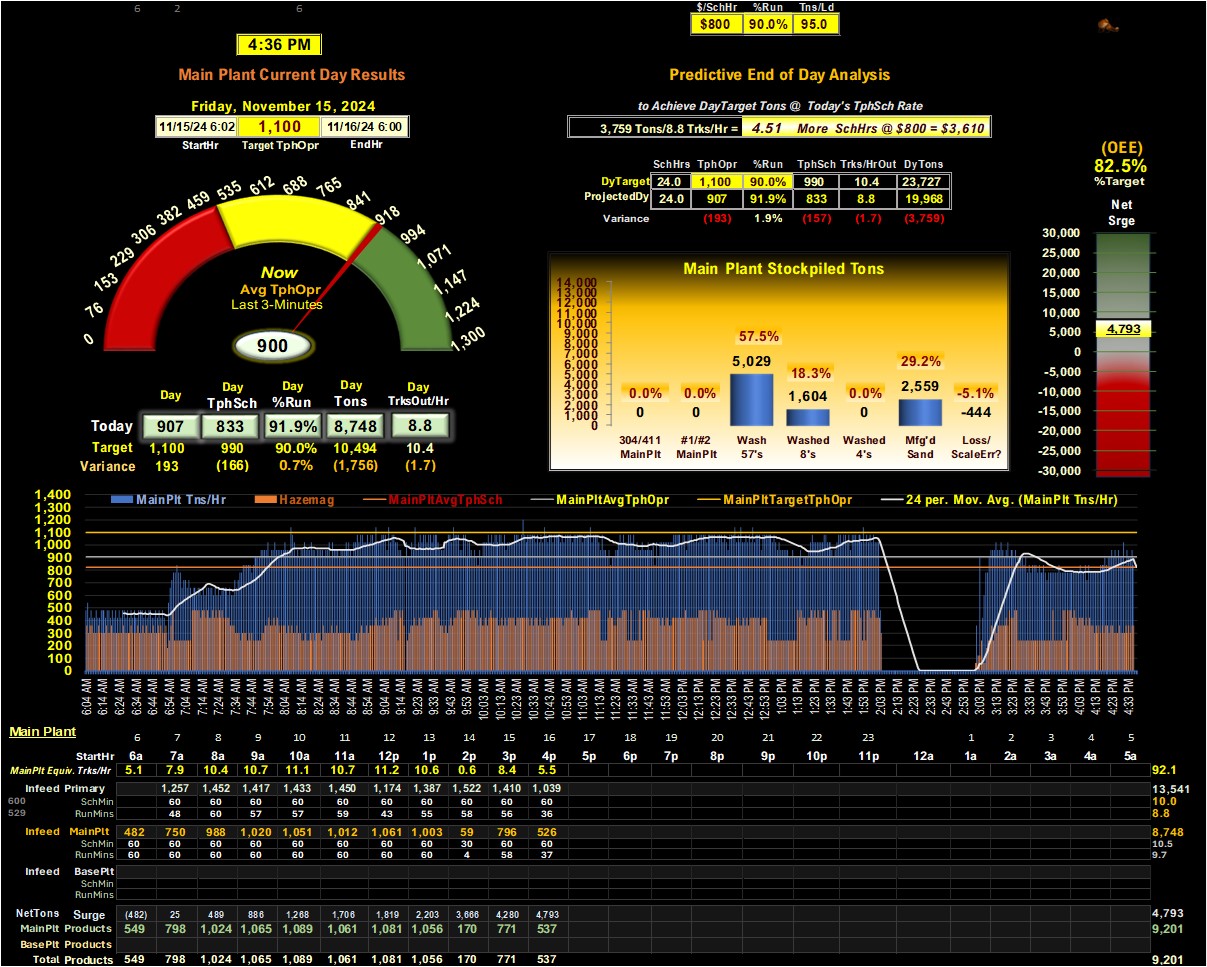 6 2 6
$/SchHr %Run Tns/Ld
$800 90.0% 95.0
4:36 PM
Main Plant Current Day Results
Predictive End of Day Analysis
Friday, November 15, 2024
11/15/24 6:02 1,100 11/16/24 6:00
StartHr Target TphOpr EndHr
to Achieve DayTarget Tons @ Today's TphSch Rate
3,759 Tons/8.8 Trks/Hr = 4.51 More SchHrs @ $800 = $3,610
(OEE)
82.5%
%Target
SchHrs TphOpr %Run TphSch Trks/HrOut DyTons
DyTarget 24.0 1,100 90.0% 990 10.4 23,727
ProjectedDy 24.0 907 91.9% 833 8.8 19,968
Variance (193) 1.9% (157) (1.7) (3,759)
Net
Srge
30,000
25,000
20,000
15,000
10,000
5,000
0
-5,000
-10,000
-15,000
-20,000
-25,000
-30,000
4,793
0 76 153 229 306 382 459 535 612 688 765 841 918 994 1,071 1,147 1,224 1,300
Now
Avg TphOpr
Last 3-Minutes
900
Main Plant Stockpiled Tons
14,000
13,000
12,000
11,000
10,000
9,000
8,000
7,000
6,000
5,000
4,000
3,000
2,000
1,000
0
0.0% 0.0% 57.5% 18.3% 0.0% 29.2% -5.1%
0 0 5,029 1,604 0 2,559 -444
304/411 #1/#2 Wash Washed Washed Mfg'd Loss/
MainPlt MainPlt 57's 8's 4's Sand ScaleErr?
Day Day Day Day Day
TphSch %Run Tons TrksOut/Hr
Today 907 833 91.9% 8,748 8.8
Target 1,100 990 90.0% 10,494 10.4
Variance 193 (166) 0.7% (1,756) (1.7)
MainPlt Tns/Hr Hazemag MainPltAvgTphSch MainPltAvgTphOpr MainPltTargetTphOpr 24 per. Mov. Avg. (MainPlt Tns/Hr)
1,400
1,300
1,200
1,100
1,000
900
800
700
600
500
400
300
200
100
0
6:04 AM 6:14 AM 6:24 AM 6:34 AM 6:44 AM 6:54 AM 7:04 AM 7:14 AM 7:24 AM 7:34 AM 7:44 AM 7:54 AM 8:04 AM 8:14 AM 8:24 AM 8:34 AM 8:44 AM 8:54 AM 9:04 AM 9:14 AM 9:23 AM 9:33 AM 9:43 AM 9:53 AM 10:03 AM 10:13 AM 10:23 AM 10:33 AM 10:43 AM 10:53 AM 11:03 AM 11:13 AM 11:23 AM 11:33 AM 11:43 AM 11:53 AM 12:03 PM 12:13 PM 12:23 PM 12:33 PM 12:43 PM 12:53 PM 1:03 PM 1:13 PM 1:23 PM 1:33 PM 1:43 PM 1:53 PM 2:03 PM 2:13 PM 2:23 PM 2:33 PM 2:43 PM 2:53 PM 3:03 PM 3:13 PM 3:23 PM 3:33 PM 3:43 PM 3:53 PM 4:03 PM 4:13 PM 4:23 PM 4:33 PM
Main Plant 6 7 8 9 10 11 12 13 14 15 16 17 18 19 20 21 22 23 1 2 3 4 5
StartHr 6a 7a 8a 9a 10a 11a 12p 1p 2p 3p 4p 5p 6p 7p 8p 9p 10p 11p 12a 1a 2a 3a 4a 5a
MainPlt Equiv. Trks/Hr 5.1 7.9 10.4 10.7 11.1 10.7 11.2 10.6 0.6 8.4 5.5 92.1
Infeed Primary 1,257 1,452 1,417 1,433 1,450 1,174 1,387 1,522 1,410 1,039 13,541
600 SchMin 60 60 60 60 60 60 60 60 60 60 10.0
529 RunMins 48 60 57 57 59 43 55 58 56 36 8.8
Infeed MainPlt 482 750 988 1,020 1,051 1,012 1,061 1,003 59 796 526 8,748
SchMin 60 60 60 60 60 60 60 60 30 60 60 10.5
RunMins 60 60 60 60 60 60 60 60 4 58 37 9.7
Infeed BasePlt
SchMin
RunMins
NetTons Surge (482) 25 489 886 1,268 1,706 1,819 2,203 3,666 4,280 4,793 4,793
MainPlt Products 549 798 1,024 1,065 1,089 1,061 1,081 1,056 170 771 537 9,201
BasePlt Products
Total Products 549 798 1,024 1,065 1,089 1,061 1,081 1,056 170 771 537 9,201